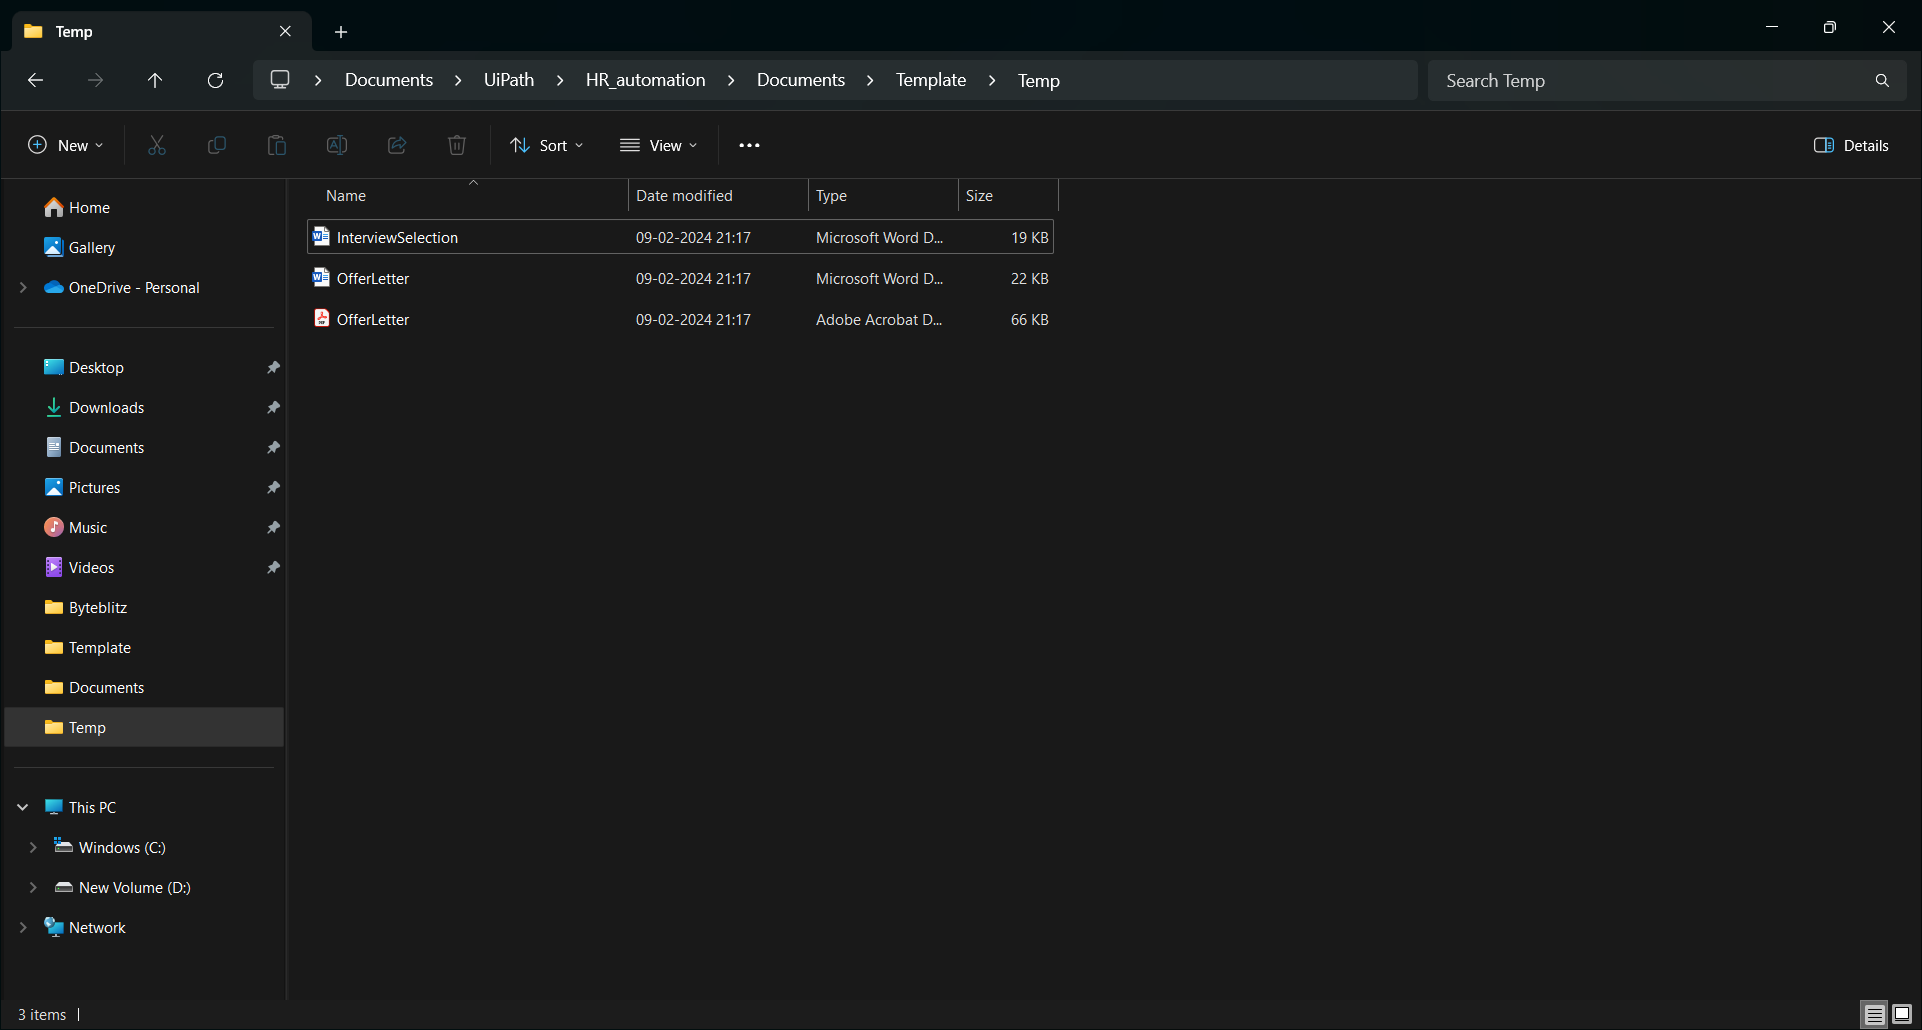 Temp
Documents > UiPath > HR_automation > Documents > Template > Temp
Search Temp
New
Sort
View
Details
Name Date modified Type Size
InterviewSelection 09-02-2024 21:17 Microsoft Word D... 19 KB
OfferLetter 09-02-2024 21:17 Microsoft Word D... 22 KB
OfferLetter 09-02-2024 21:17 Adobe Acrobat D... 66 KB
Home
Gallery
OneDrive - Personal
Desktop
Downloads
Documents
Pictures
Music
Videos
Byteblitz
Template
Documents
Temp
This PC
Windows (C:)
New Volume (D:)
Network
3 items